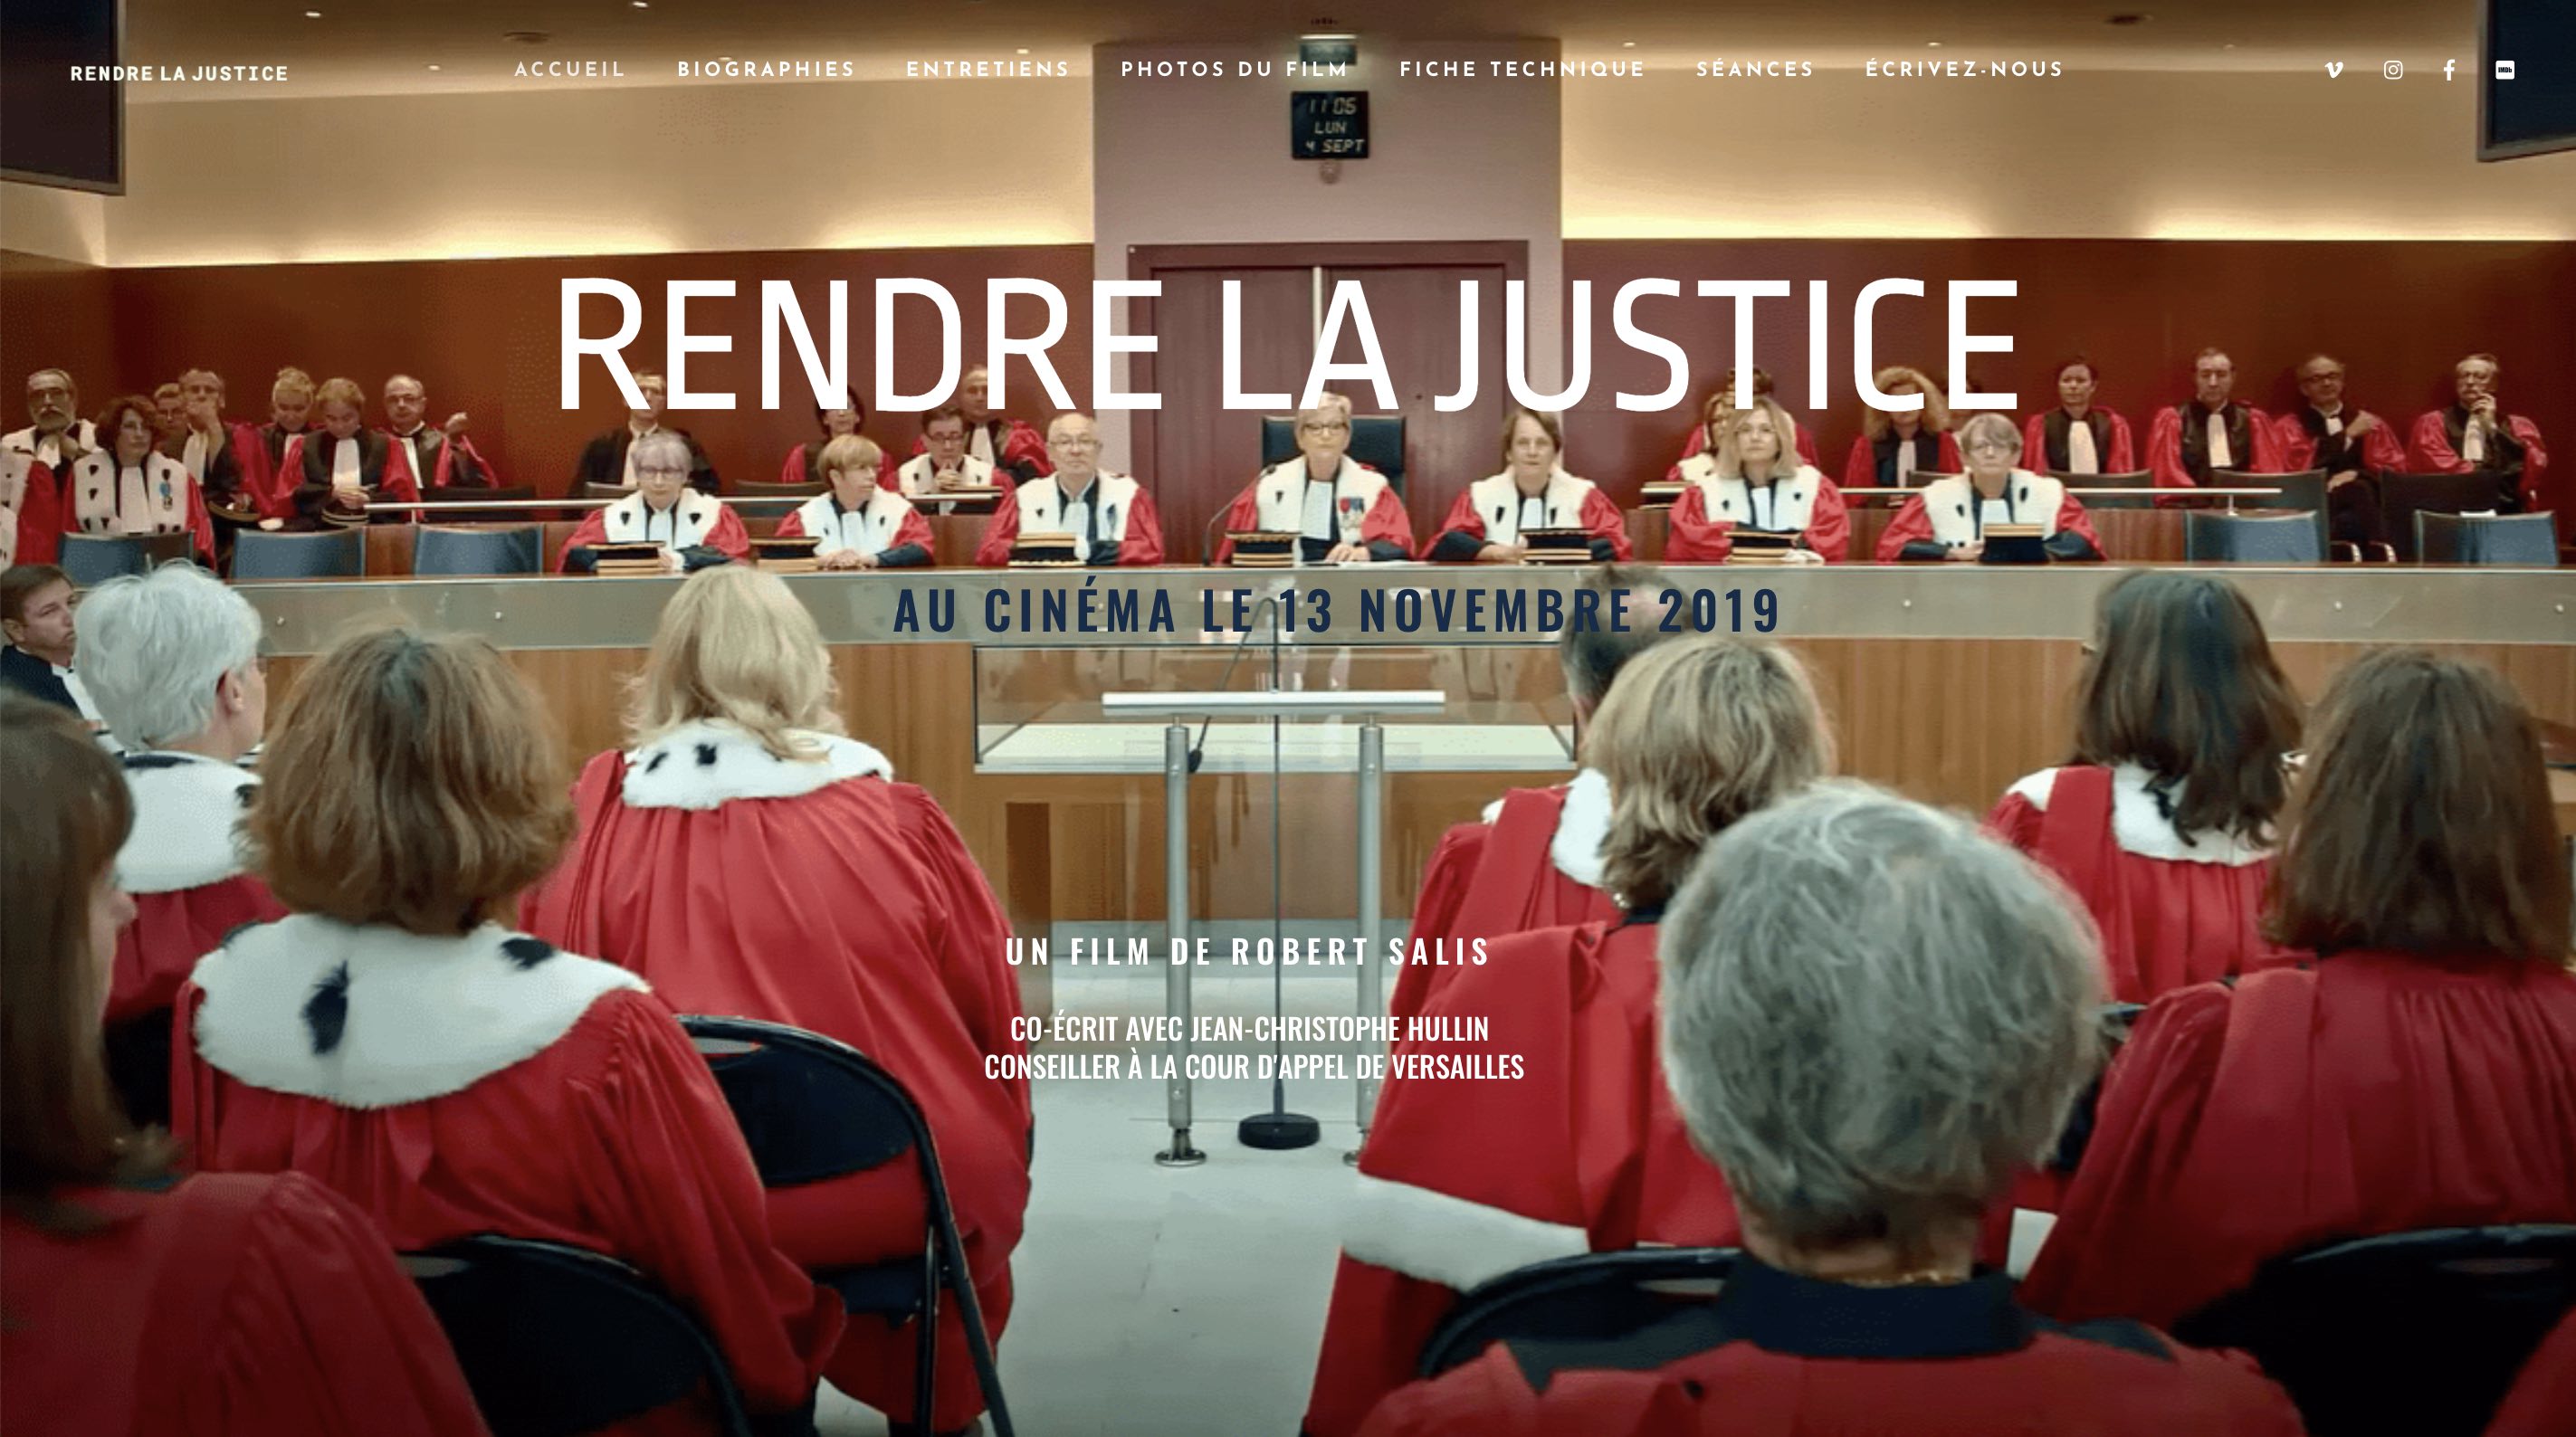 RENDRE LA JUSTICE
ACCUEIL BIOGRAPHIES ENTRETIENS PHOTOS DU FILM FICHE TECHNIQUE SÉANCES ÉCRIVEZ-NOUS
IMDb
11:05
LUN
4 SEPT
RENDRE LA JUSTICE
AU CINÉMA LE 13 NOVEMBRE 2019
UN FILM DE ROBERT SALIS
CO-ÉCRIT AVEC JEAN-CHRISTOPHE HULLIN
CONSEILLER À LA COUR D'APPEL DE VERSAILLES